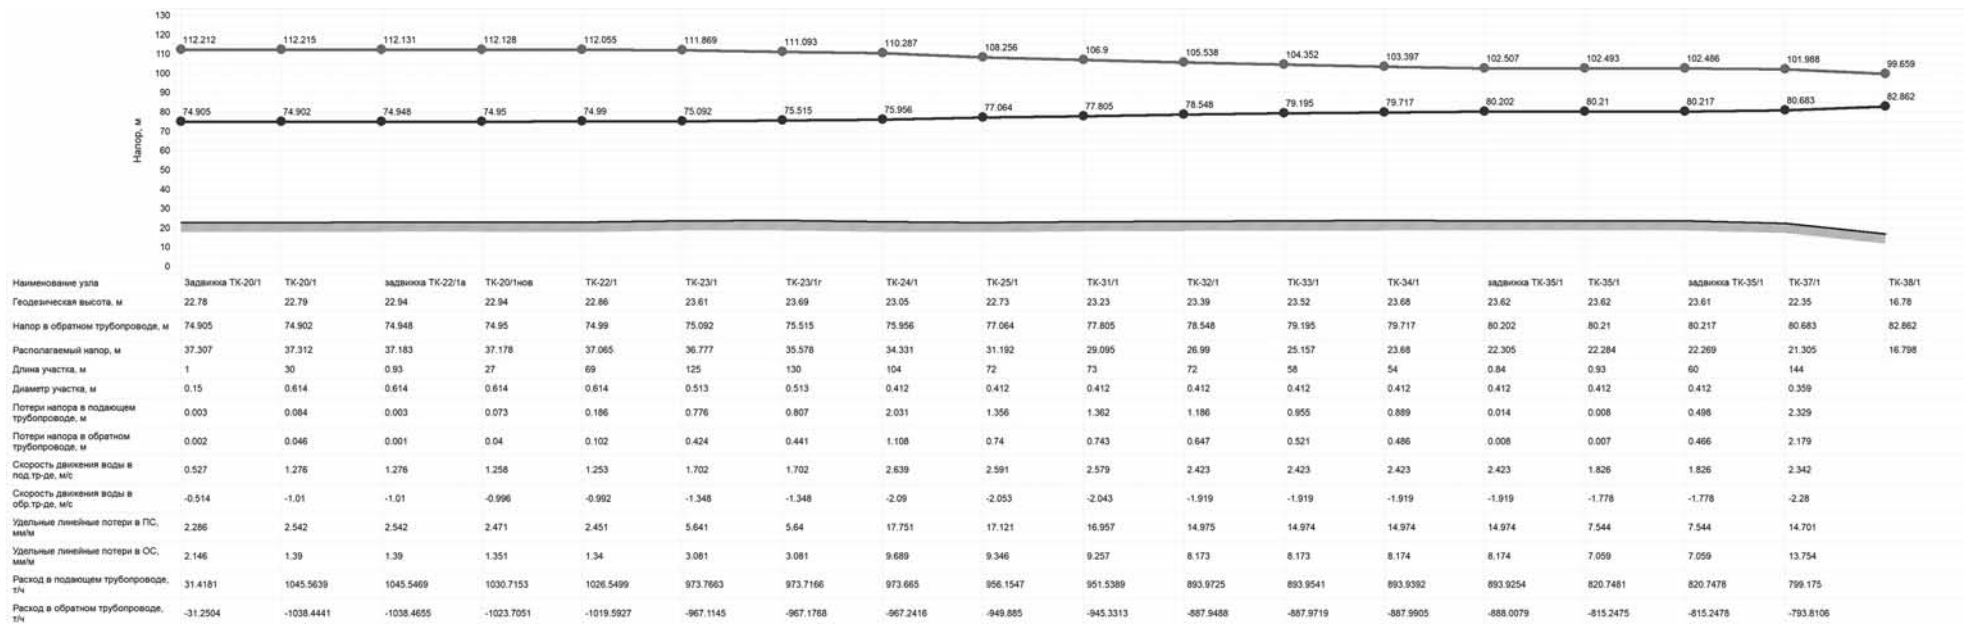 130
120
110
100
90
80
70
60
50
40
30
20
10
0
Напор, м
112.212 112.215 112.131 112.128 112.055 111.869 111.093 110.287 108.256 106.9 105.538 104.352 103.397 102.507 102.493 102.486 101.988 99.659
74.905 74.902 74.948 74.95 74.99 75.092 75.515 75.956 77.064 77.805 78.548 79.195 79.717 80.202 80.21 80.217 80.683 82.862
Наименование узла Задвижка ТК-20/1 ТК-20/1 задвижка ТК-22/1а ТК-20/1нов ТК-22/1 ТК-23/1 ТК-23/1г ТК-24/1 ТК-25/1 ТК-31/1 ТК-32/1 ТК-33/1 ТК-34/1 задвижка ТК-35/1 ТК-35/1 задвижка ТК-35/1 ТК-37/1 ТК-38/1
Геодезическая высота, м 22.78 22.79 22.94 22.94 22.86 23.61 23.69 23.05 22.73 23.23 23.39 23.52 23.68 23.62 23.62 23.61 22.35 16.78
Напор в обратном трубопроводе, м 74.905 74.902 74.948 74.95 74.99 75.092 75.515 75.956 77.064 77.805 78.548 79.195 79.717 80.202 80.21 80.217 80.683 82.862
Располагаемый напор, м 37.307 37.312 37.183 37.178 37.065 36.777 35.578 34.331 31.192 29.095 26.99 25.157 23.68 22.305 22.284 22.269 21.305 16.798
Длина участка, м 1 30 0.93 27 69 125 130 104 72 73 72 58 54 0.84 0.93 60 144
Диаметр участка, м 0.15 0.614 0.614 0.614 0.614 0.513 0.513 0.412 0.412 0.412 0.412 0.412 0.412 0.412 0.412 0.412 0.359
Потери напора в подающем
трубопроводе, м 0.003 0.084 0.003 0.073 0.186 0.776 0.807 2.031 1.356 1.362 1.186 0.955 0.889 0.014 0.008 0.498 2.329
Потери напора в обратном
трубопроводе, м 0.002 0.046 0.001 0.04 0.102 0.424 0.441 1.108 0.74 0.743 0.647 0.521 0.486 0.008 0.007 0.466 2.179
Скорость движения воды в
под.тр-де, м/с 0.527 1.276 1.276 1.258 1.253 1.702 1.702 2.639 2.591 2.579 2.423 2.423 2.423 2.423 1.826 1.826 2.342
Скорость движения воды в
обр.тр-де, м/с -0.514 -1.01 -1.01 -0.996 -0.992 -1.348 -1.348 -2.09 -2.053 -2.043 -1.919 -1.919 -1.919 -1.919 -1.778 -1.778 -2.28
Удельные линейные потери в ПС,
мм/м 2.286 2.542 2.542 2.471 2.451 5.641 5.64 17.751 17.121 16.957 14.975 14.974 14.974 14.974 7.544 7.544 14.701
Удельные линейные потери в ОС,
мм/м 2.146 1.39 1.39 1.351 1.34 3.081 3.081 9.689 9.346 9.257 8.173 8.173 8.174 8.174 7.059 7.059 13.754
Расход в подающем трубопроводе,
т/ч 31.4181 1045.5639 1045.5469 1030.7153 1026.5499 973.7663 973.7166 973.665 956.1547 951.5389 893.9725 893.9541 893.9392 893.9254 820.7481 820.7478 799.175
Расход в обратном трубопроводе,
т/ч -31.2504 -1038.4441 -1038.4655 -1023.7051 -1019.5927 -967.1145 -967.1768 -967.2416 -949.885 -945.3313 -887.9488 -887.9719 -887.9905 -888.0079 -815.2475 -815.2478 -793.8106